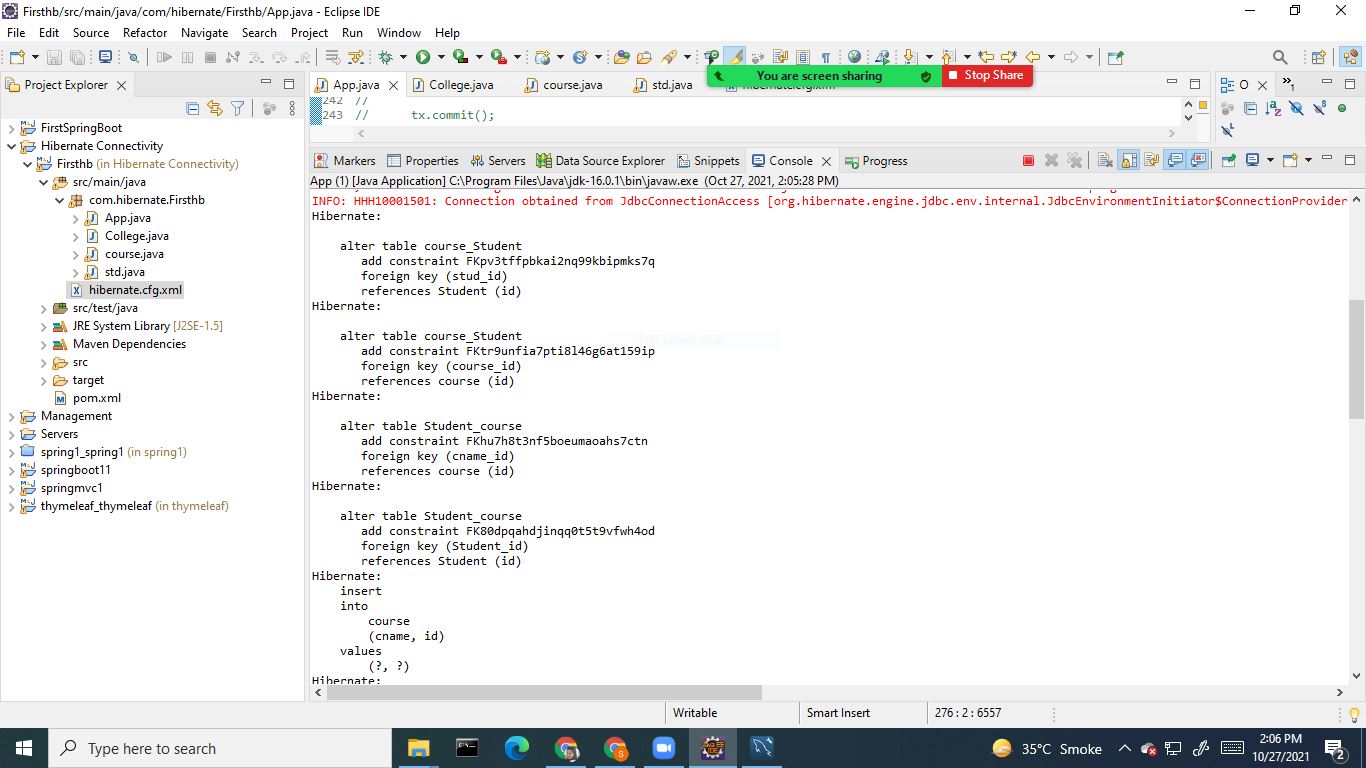 Firsthb/src/main/java/com/hibernate/Firsthb/App.java - Eclipse IDE
File Edit Source Refactor Navigate Search Project Run Window Help
You are screen sharing Stop Share
Project Explorer
App.java College.java course.java std.java
1
242 //
243 // tx.commit();
FirstSpringBoot
Hibernate Connectivity
Firsthb (in Hibernate Connectivity)
src/main/java
com.hibernate.Firsthb
App.java
College.java
course.java
std.java
hibernate.cfg.xml
src/test/java
JRE System Library [J2SE-1.5]
Maven Dependencies
src
target
pom.xml
Management
Servers
spring1_spring1 (in spring1)
springboot11
springmvc1
thymeleaf_thymeleaf (in thymeleaf)
Markers Properties Servers Data Source Explorer Snippets Console Progress
App (1) [Java Application] C:\Program Files\Java\jdk-16.0.1\bin\javaw.exe (Oct 27, 2021, 2:05:28 PM)
INFO: HHH10001501: Connection obtained from JdbcConnectionAccess [org.hibernate.engine.jdbc.env.internal.JdbcEnvironmentInitiator$ConnectionProvider
Hibernate:
alter table course_Student
add constraint FKpv3tffpbkai2nq99kbipmks7q
foreign key (stud_id)
references Student (id)
Hibernate:
alter table course_Student
add constraint FKtr9unfia7pti8l46g6at159ip
foreign key (course_id)
references course (id)
Hibernate:
alter table Student_course
add constraint FKhu7h8t3nf5boeumaoahs7ctn
foreign key (cname_id)
references course (id)
Hibernate:
alter table Student_course
add constraint FK80dpqahdjinqq0t5t9vfwh4od
foreign key (Student_id)
references Student (id)
Hibernate:
insert
into
course
(cname, id)
values
(?, ?)
Hibernate:
Full-screen Snip
Writable Smart Insert 276 : 2 : 6557
Type here to search
35°C Smoke
2:06 PM
10/27/2021
2